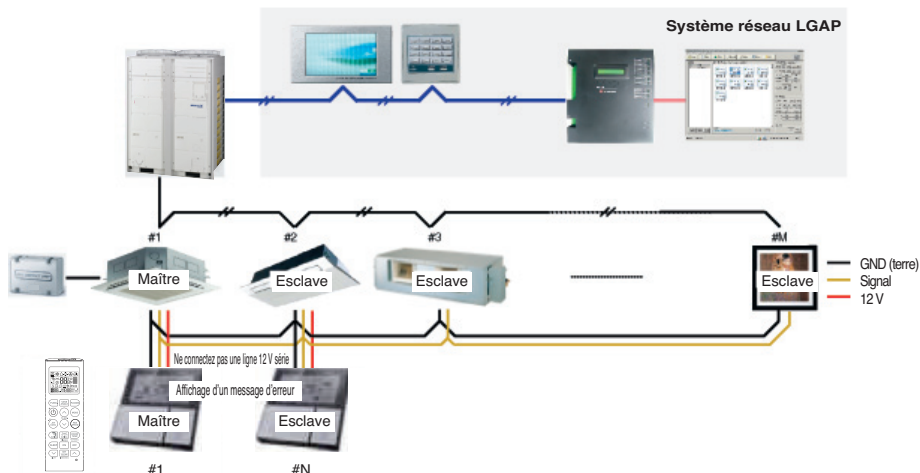 Système réseau LGAP
#1
#2
#3
#M
Maître
Esclave
Esclave
Esclave
GND (terre)
Signal
12 V
Ne connectez pas une ligne 12 V série
Affichage d'un message d'erreur
Maître
Esclave
#1
#N